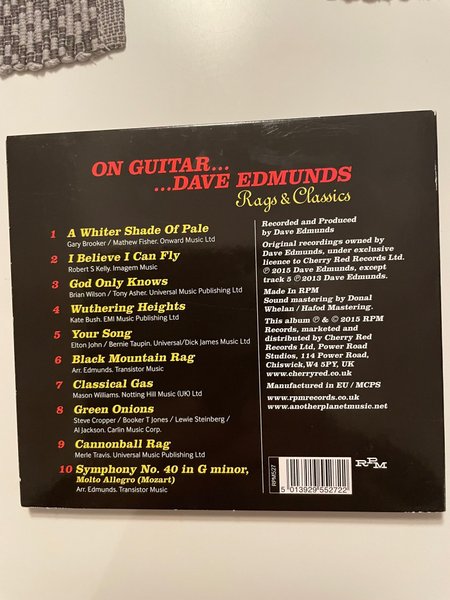 ON GUITAR...
...DAVE EDMUNDS
Rags & Classics
1 A Whiter Shade Of Pale
Gary Brooker / Mathew Fisher. Onward Music Ltd
2 I Believe I Can Fly
Robert S Kelly. Imagem Music
3 God Only Knows
Brian Wilson / Tony Asher. Universal Music Publishing Ltd
4 Wuthering Heights
Kate Bush. EMI Music Publishing Ltd
5 Your Song
Elton John / Bernie Taupin. Universal/Dick James Music Ltd
6 Black Mountain Rag
Arr. Edmunds. Transistor Music
7 Classical Gas
Mason Williams. Notting Hill Music (UK) Ltd
8 Green Onions
Steve Cropper / Booker T Jones / Lewie Steinberg /
Al Jackson. Carlin Music Corp.
9 Cannonball Rag
Merle Travis. Universal Music Publishing Ltd
10 Symphony No. 40 in G minor,
Molto Allegro (Mozart)
Arr. Edmunds. Transistor Music
Recorded and Produced
by Dave Edmunds
Original recordings owned by
Dave Edmunds, under exclusive
licence to Cherry Red Records Ltd.
℗ 2015 Dave Edmunds, except
track 5 ℗ 2013 Dave Edmunds.
Made In RPM
Sound mastering by Donal
Whelan / Hafod Mastering.
This album ℗ & © 2015 RPM
Records, marketed and
distributed by Cherry Red
Records Ltd, Power Road
Studios, 114 Power Road,
Chiswick,W4 5PY, UK
www.cherryred.co.uk
Manufactured in EU / MCPS
www.rpmrecords.co.uk
www.anotherplanetmusic.net
RPM527
5 013929 552722
RPM